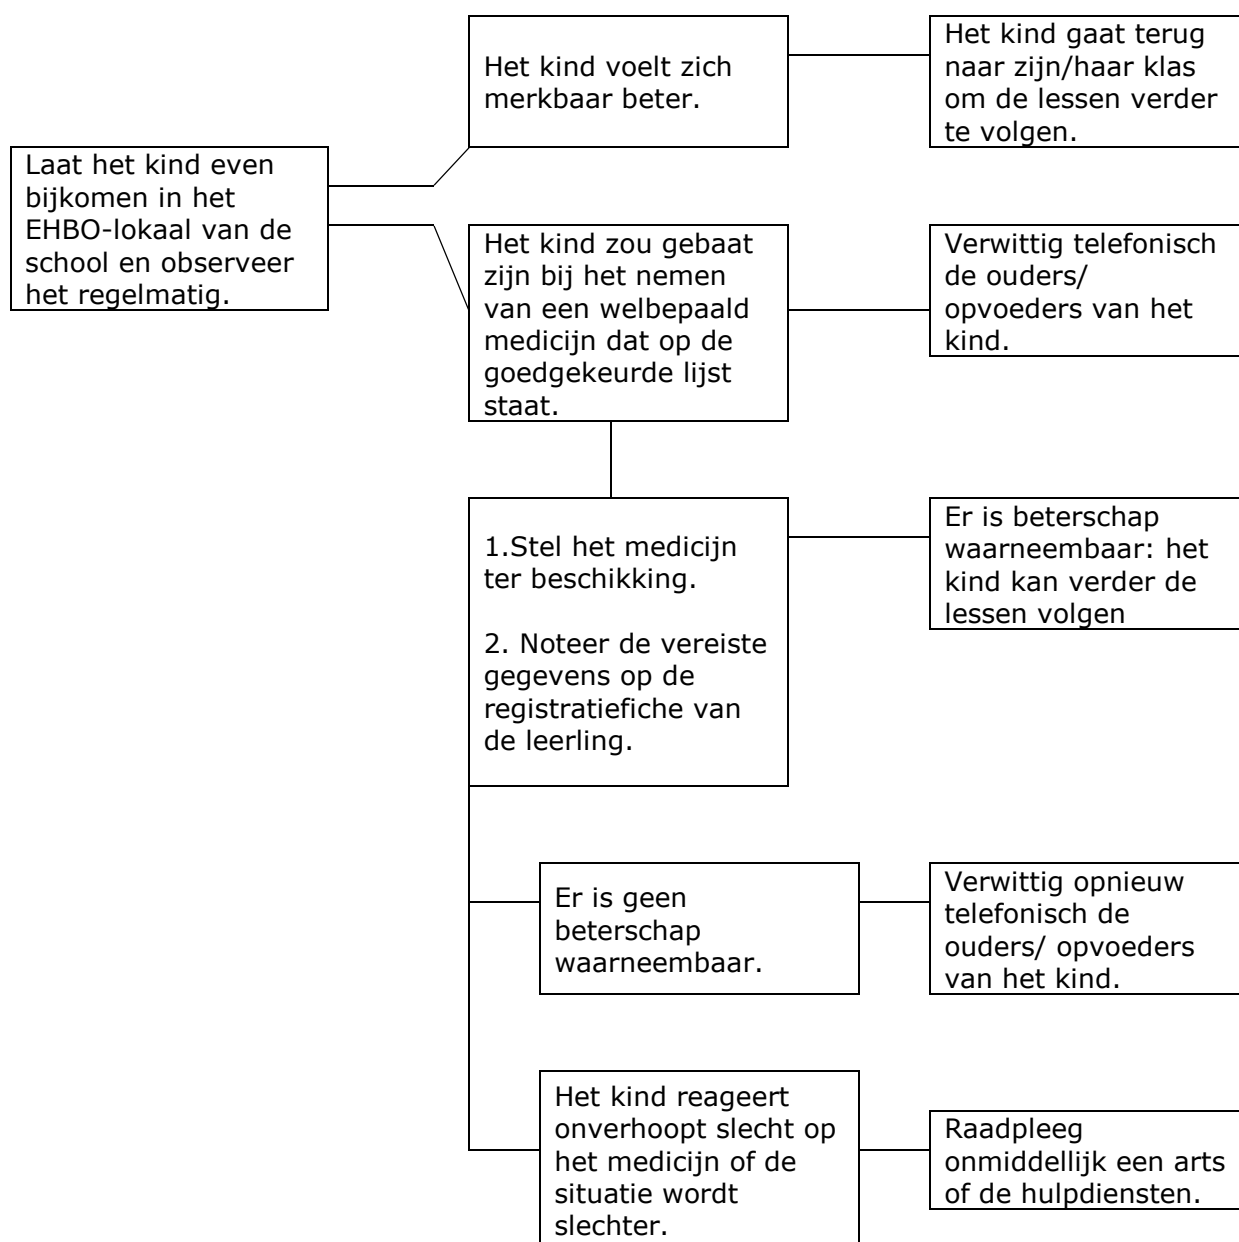 Het kind voelt zich
merkbaar beter.
Het kind gaat terug
naar zijn/haar klas
om de lessen verder
te volgen.
Laat het kind even
bijkomen in het
EHBO-lokaal van de
school en observeer
het regelmatig.
Het kind zou gebaat
zijn bij het nemen
van een welbepaald
medicijn dat op de
goedgekeurde lijst
staat.
Verwittig telefonisch
de ouders/
opvoeders van het
kind.
1.Stel het medicijn
ter beschikking.
2. Noteer de vereiste
gegevens op de
registratiefiche van
de leerling.
Er is beterschap
waarneembaar: het
kind kan verder de
lessen volgen
Er is geen
beterschap
waarneembaar.
Verwittig opnieuw
telefonisch de
ouders/ opvoeders
van het kind.
Het kind reageert
onverhoopt slecht op
het medicijn of de
situatie wordt
slechter.
Raadpleeg
onmiddellijk een arts
of de hulpdiensten.